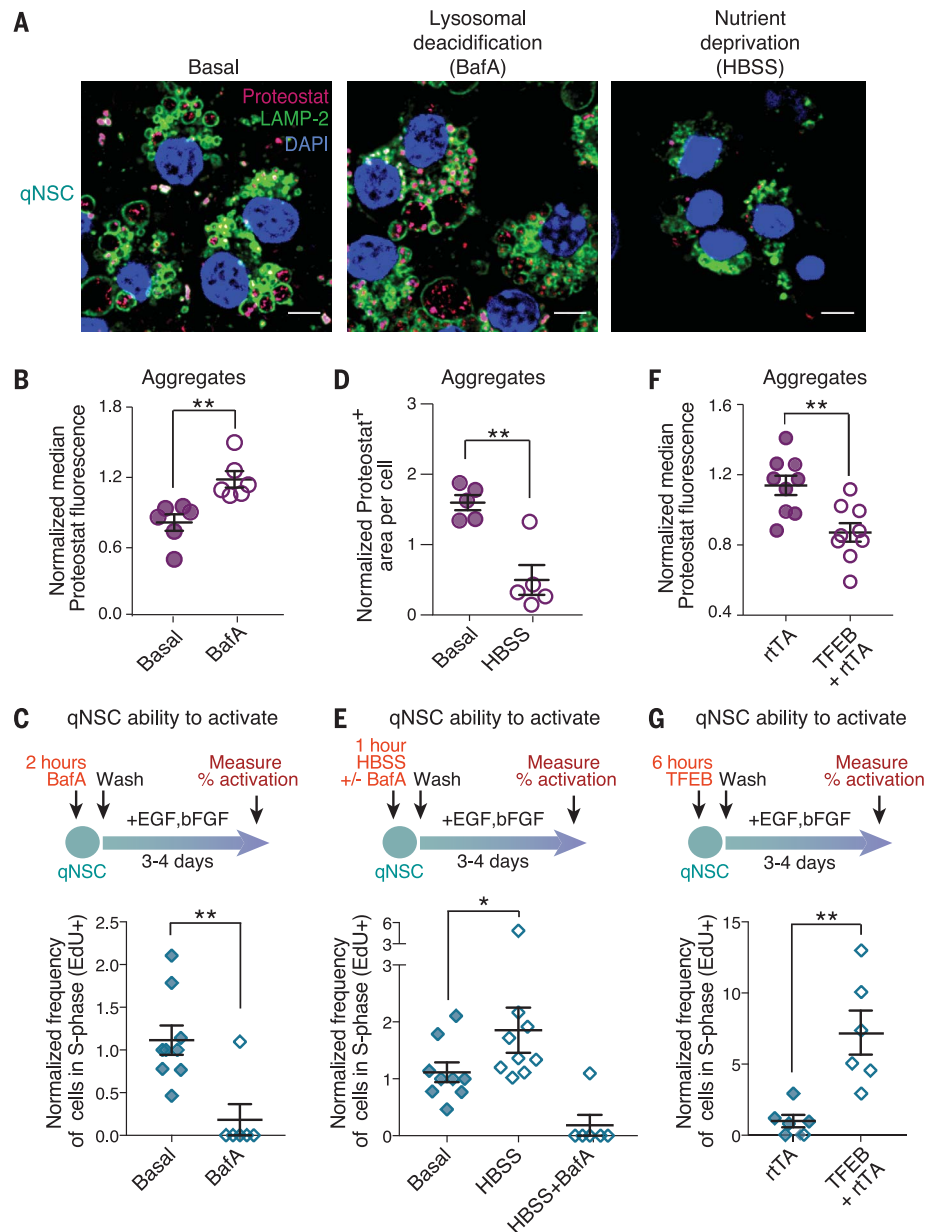 A
Basal
Lysosomal
deacidification
(BafA)
Nutrient
deprivation
(HBSS)
Proteostat
LAMP-2
DAPI
qNSC
B
Aggregates
Normalized median
Proteostat fluorescence
1.8
1.2
0.6
0.0
**
Basal
BafA
D
Aggregates
Normalized Proteostat+
area per cell
3
2
1
0
**
Basal
HBSS
F
Aggregates
Normalized median
Proteostat fluorescence
1.6
1.2
0.8
0.4
**
rtTA
TFEB
+ rtTA
C
qNSC ability to activate
2 hours
BafA
Wash
Measure
% activation
+EGF,bFGF
3-4 days
qNSC
Normalized frequency
of cells in S-phase (EdU+)
2.5
2.0
1.5
1.0
0.5
0.0
**
Basal
BafA
E
qNSC ability to activate
1 hour
HBSS
+/- BafA
Wash
Measure
% activation
+EGF,bFGF
3-4 days
qNSC
Normalized frequency
of cells in S-phase (EdU+)
6
3
3
2
1
0
*
Basal
HBSS
HBSS+BafA
G
qNSC ability to activate
6 hours
TFEB
Wash
Measure
% activation
+EGF,bFGF
3-4 days
qNSC
Normalized frequency
of cells in S-phase (EdU+)
15
10
5
0
**
rtTA
TFEB
+ rtTA